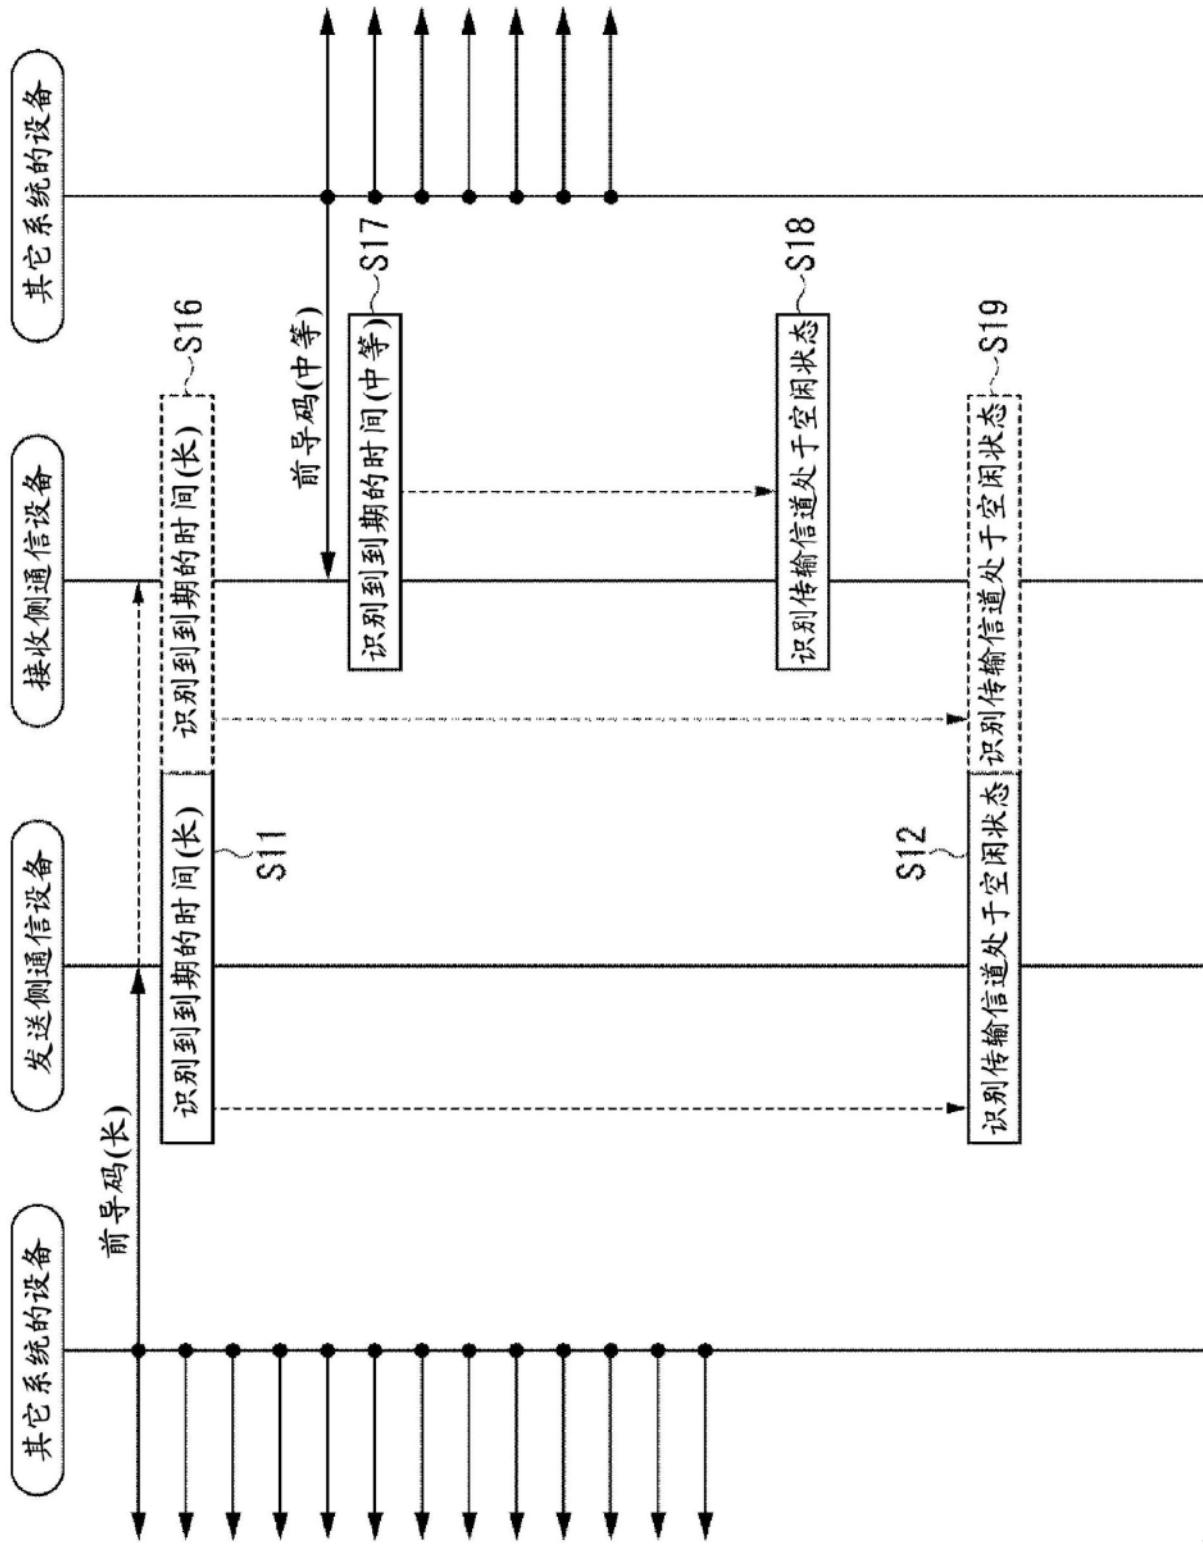 其它系统的设备
发送侧通信设备
接收侧通信设备
其它系统的设备
前导码(长)
识别到到期的时间(长)
识别到到期的时间(长)
S16
S11
前导码(中等)
识别到到期的时间(中等)
S17
识别传输信道处于空闲状态
S18
S12
识别传输信道处于空闲状态
识别传输信道处于空闲状态
S19